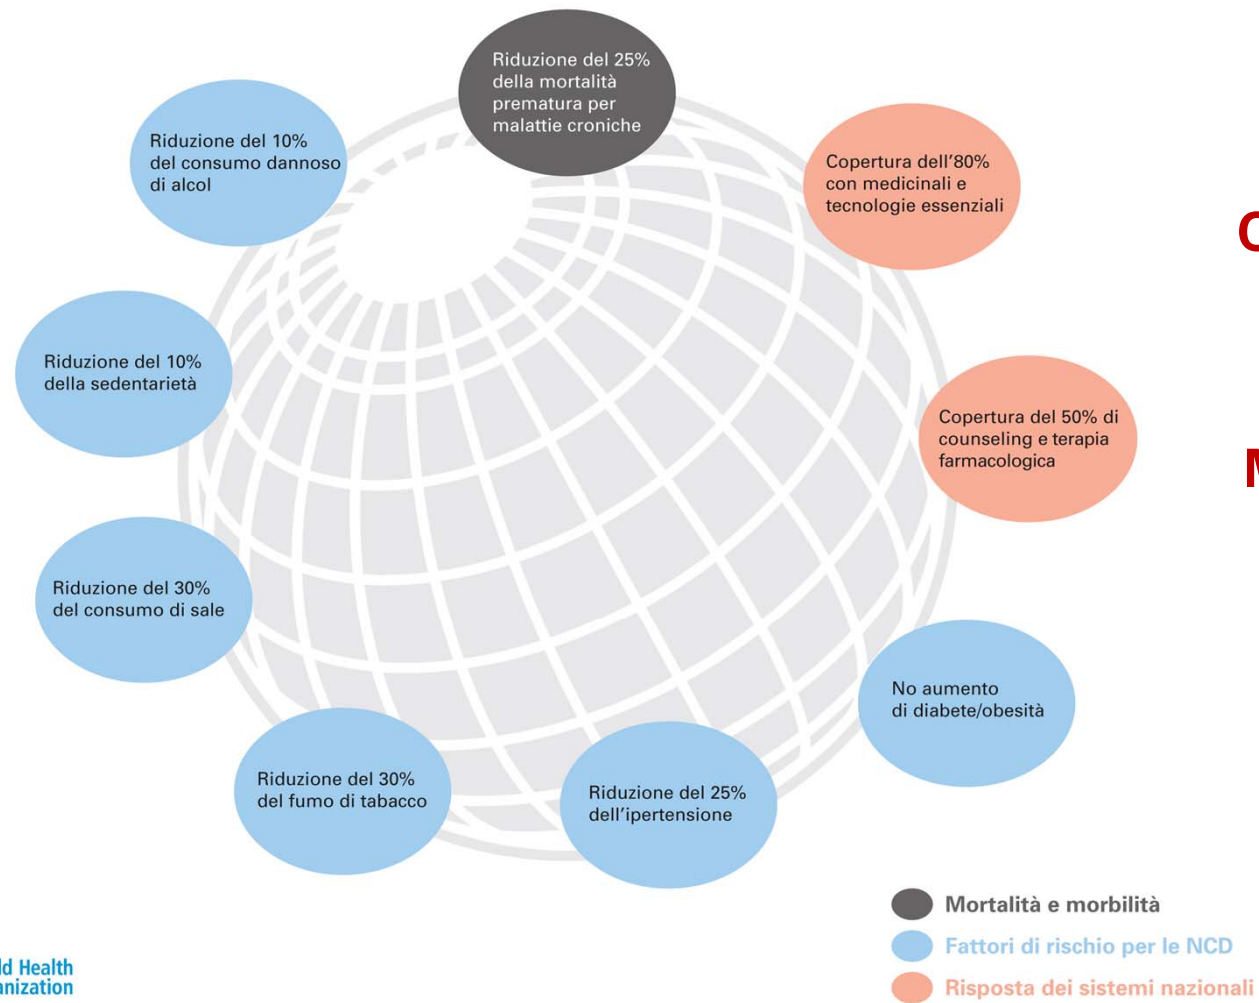 Riduzione del 25%
della mortalità
prematura per
malattie croniche
Riduzione del 10%
del consumo dannoso
di alcol
Copertura dell'80%
con medicinali e
tecnologie essenziali
Riduzione del 10%
della sedentarietà
Copertura del 50% di
counseling e terapia
farmacologica
Riduzione del 30%
del consumo di sale
No aumento
di diabete/obesità
Riduzione del 30%
del fumo di tabacco
Riduzione del 25%
dell'ipertensione
Mortalità e morbilità
Fattori di rischio per le NCD
Risposta dei sistemi nazionali
Health